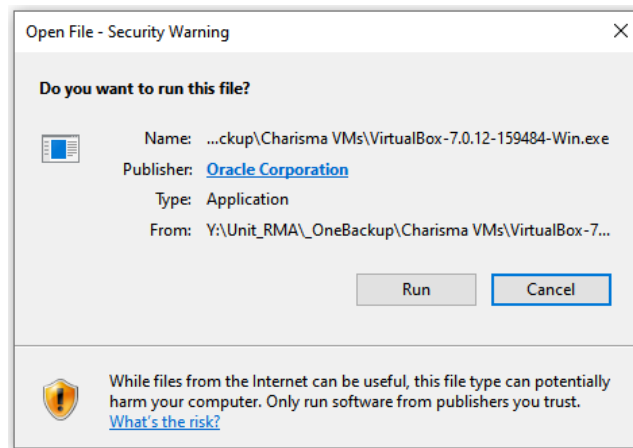 Open File - Security Warning
Do you want to run this file?
Name: ...ckup\Charisma VMs\VirtualBox-7.0.12-159484-Win.exe
Publisher: Oracle Corporation
Type: Application
From: Y:\Unit_RMA\_OneBackup\Charisma VMs\VirtualBox-7...
Run Cancel
While files from the Internet can be useful, this file type can potentially
harm your computer. Only run software from publishers you trust.
What's the risk?